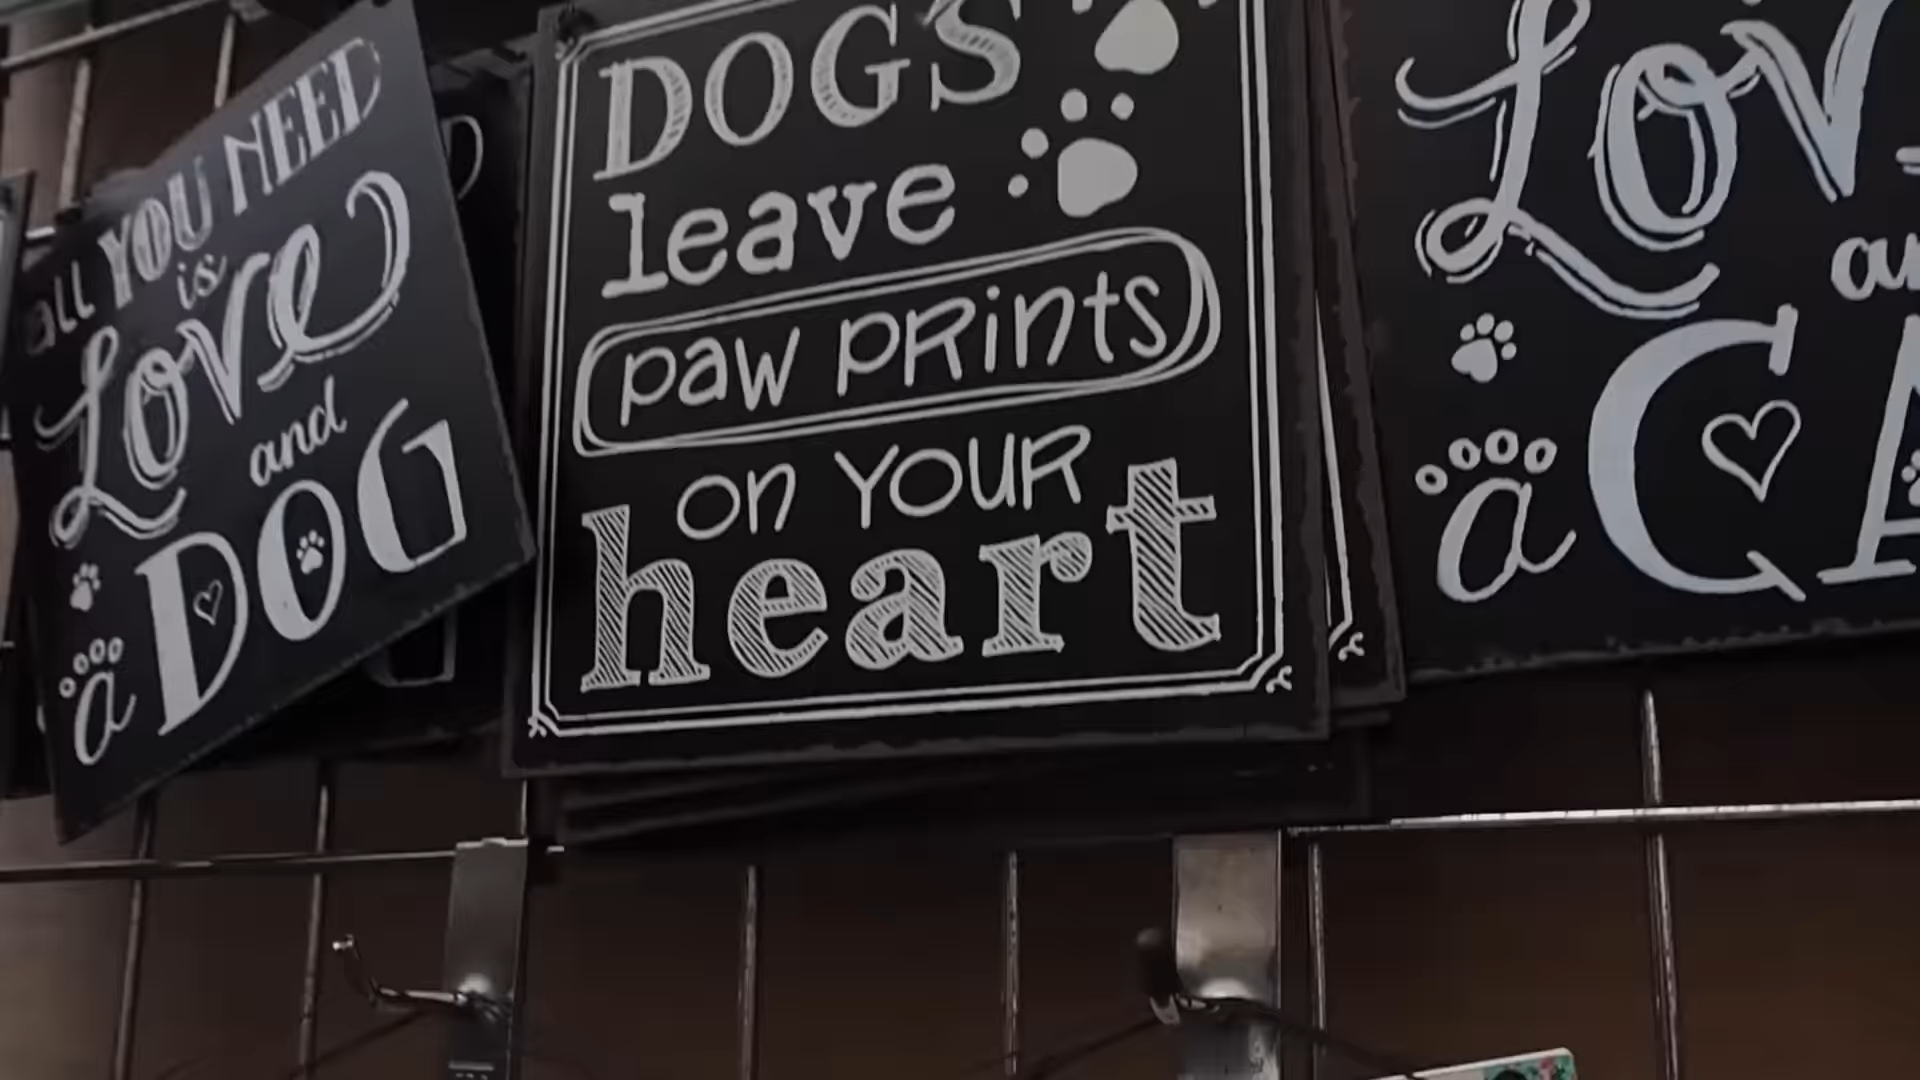 all YOU NEED
is
Love
and
a DOG
DOGS
leave
paw prints
on YOUR
heart
Lov
a